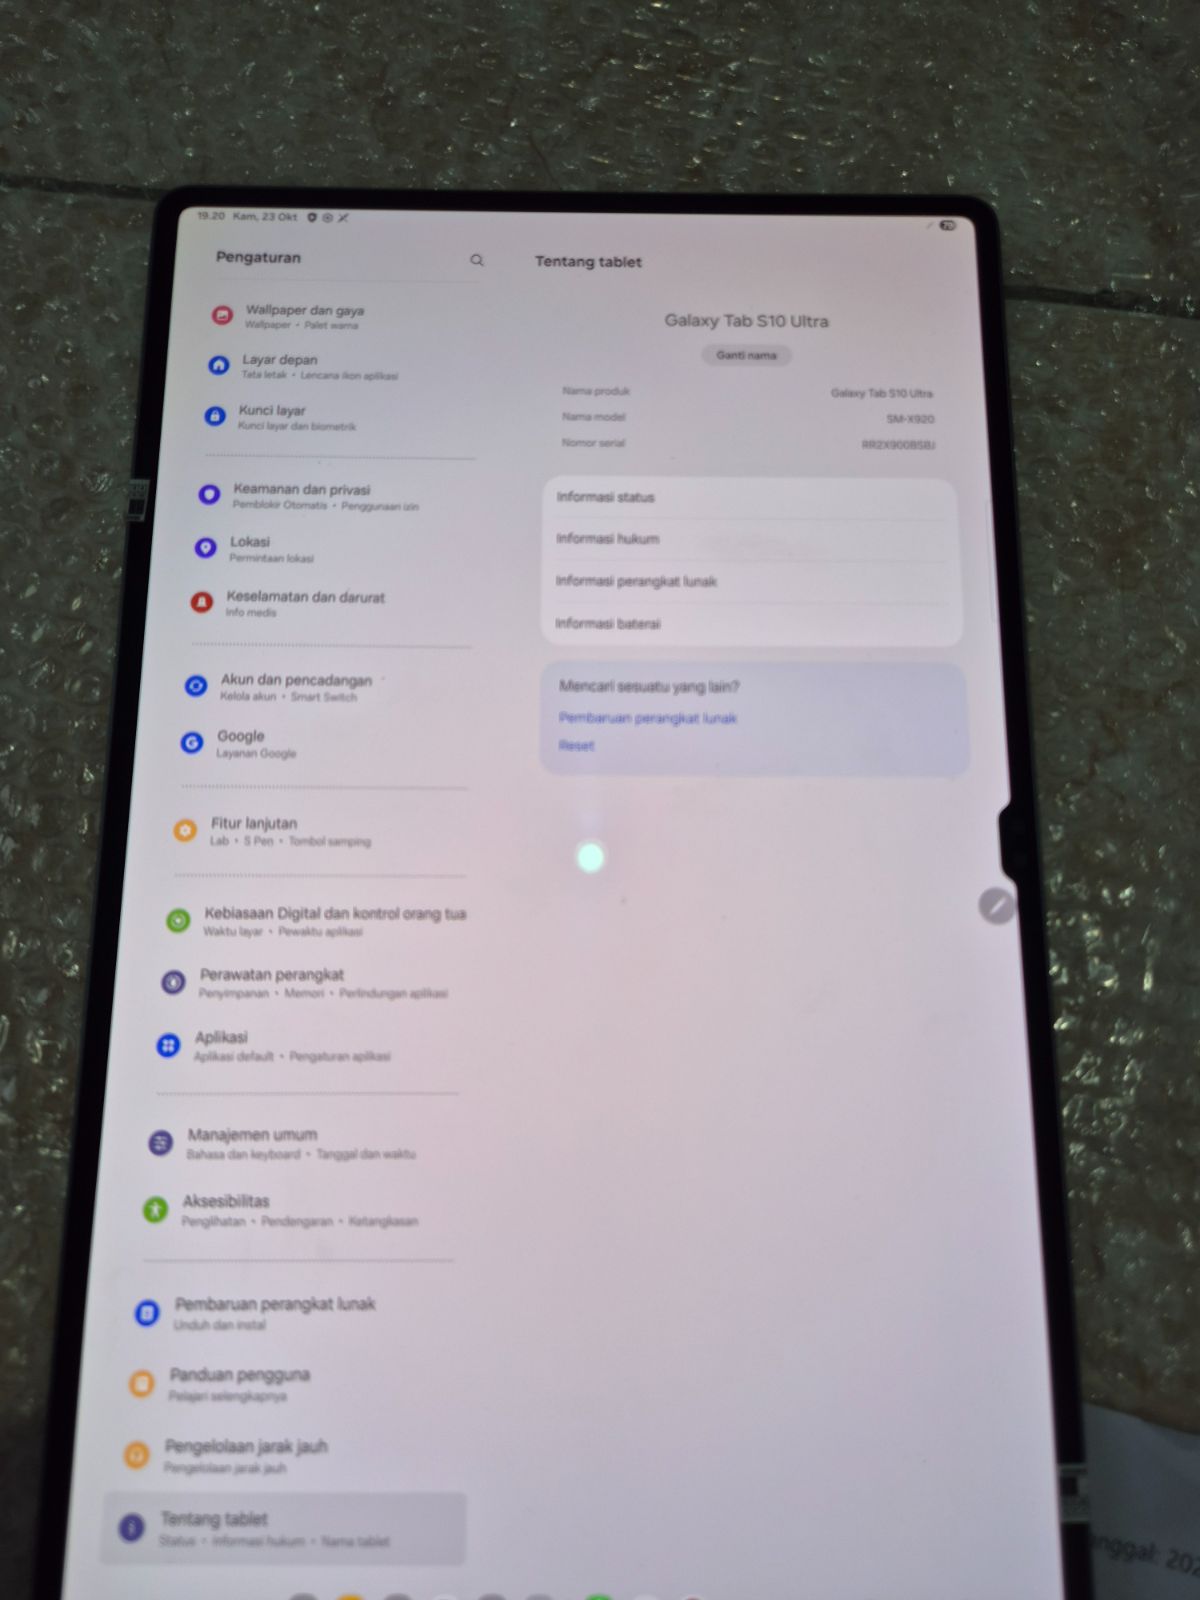 19.20 Kam, 23 Okt
79
Pengaturan
Wallpaper dan gaya
Wallpaper • Palet warna
Layar depan
Tata letak • Lencana ikon aplikasi
Kunci layar
Kunci layar dan biometrik
Keamanan dan privasi
Pemblokir Otomatis • Penggunaan izin
Lokasi
Permintaan lokasi
Keselamatan dan darurat
Info medis
Akun dan pencadangan
Kelola akun • Smart Switch
Google
Layanan Google
Fitur lanjutan
Lab • S Pen • Tombol samping
Kebiasaan Digital dan kontrol orang tua
Waktu layar • Pewaktu aplikasi
Perawatan perangkat
Penyimpanan • Memori • Perlindungan aplikasi
Aplikasi
Aplikasi default • Pengaturan aplikasi
Manajemen umum
Bahasa dan keyboard • Tanggal dan waktu
Aksesibilitas
Penglihatan • Pendengaran • Ketangkasan
Pembaruan perangkat lunak
Unduh dan instal
Panduan pengguna
Pelajari selengkapnya
Pengelolaan jarak jauh
Pengelolaan jarak jauh
Tentang tablet
Status • Informasi hukum • Nama tablet
Tentang tablet
Galaxy Tab S10 Ultra
Ganti nama
Nama produk Galaxy Tab S10 Ultra
Nama model SM-X920
Nomor serial
Informasi status
Informasi hukum
Informasi perangkat lunak
Informasi baterai
Mencari sesuatu yang lain?
Pembaruan perangkat lunak
Reset